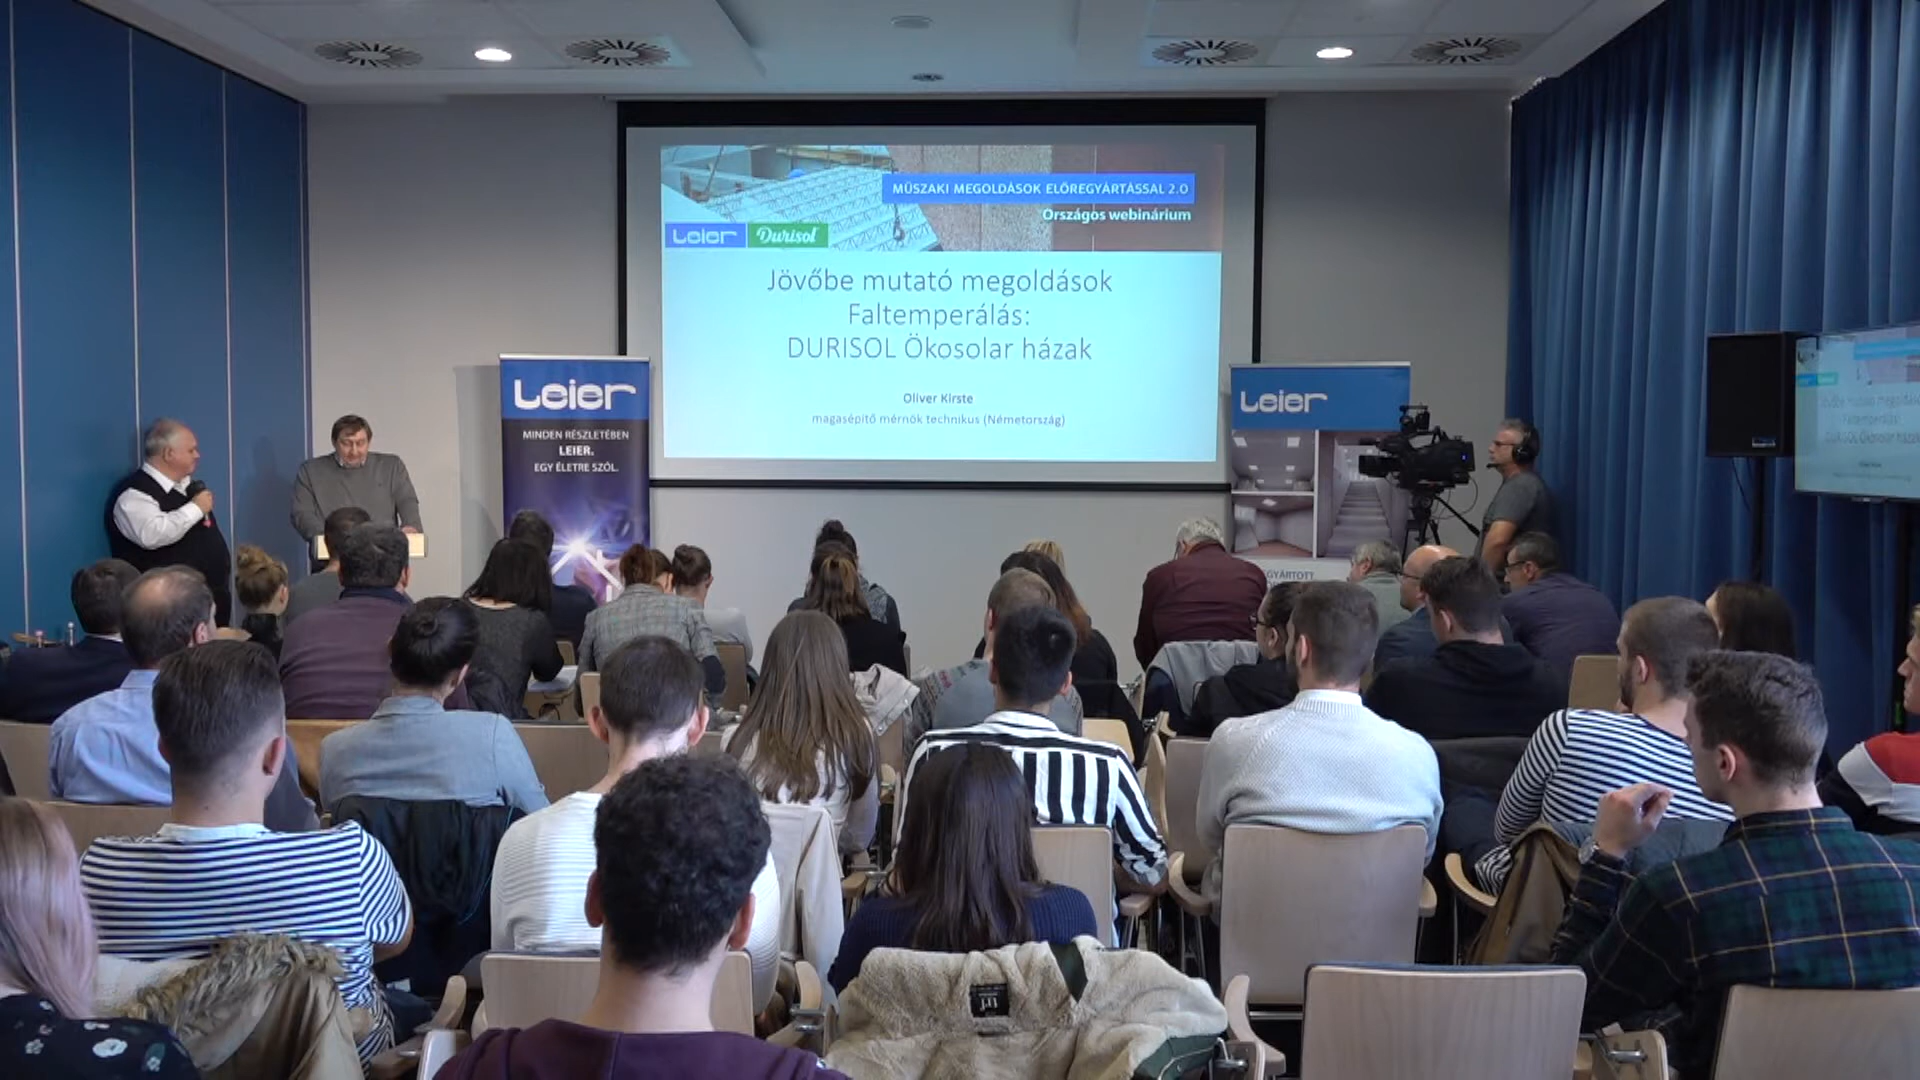 MŰSZAKI MEGOLDÁSOK ELŐREGYÁRTÁSSAL 2.0
Országos webinárium
Leier
Durisol
Jövőbe mutató megoldások
Faltemperálás:
DURISOL Ökosolar házak
Oliver Kirste
magasépítő mérnök technikus (Németország)
Leier
MINDEN RÉSZLETÉBEN
LEIER.
EGY ÉLETRE SZÓL.
Leier